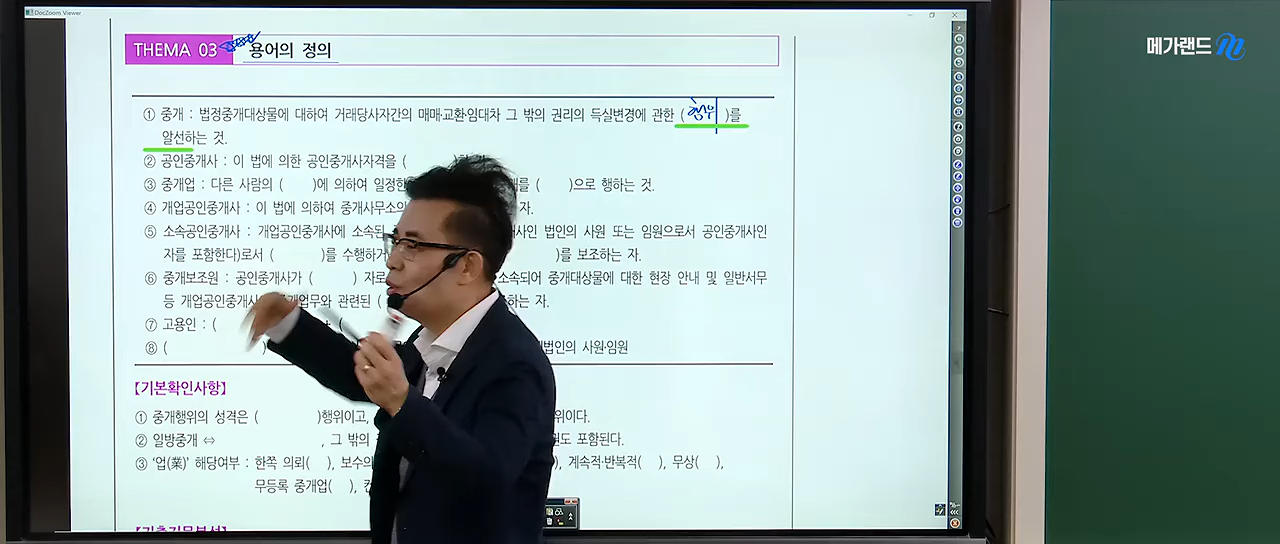 DocZoom Viewer
메가랜드
THEMA 03 용어의 정의
① 중개 : 법정중개대상물에 대하여 거래당사자간의 매매·교환·임대차 그 밖의 권리의 득실변경에 관한 ( 행위 )를
알선하는 것.
② 공인중개사 : 이 법에 의한 공인중개사자격을 (
③ 중개업 : 다른 사람의 ( )에 의하여 일정한 를 ( )으로 행하는 것.
④ 개업공인중개사 : 이 법에 의하여 중개사무소의 자.
⑤ 소속공인중개사 : 개업공인중개사에 소속된 개사인 법인의 사원 또는 임원으로서 공인중개사인
자를 포함한다)로서 ( )를 수행하거 )를 보조하는 자.
⑥ 중개보조원 : 공인중개사가 ( ) 자로 소속되어 중개대상물에 대한 현장 안내 및 일반서무
등 개업공인중개사 중개업무와 관련된 ( 하는 자.
⑦ 고용인 : ( + (
⑧ ( ) 법인의 사원·임원
[기본확인사항]
① 중개행위의 성격은 ( )행위이고, 위이다.
② 일방중개 ⇔ , 그 밖의 도 포함된다.
③ '업(業)' 해당여부 : 한쪽 의뢰( ), 보수의 ), 계속적·반복적( ), 무상( ),
무등록 중개업( ),